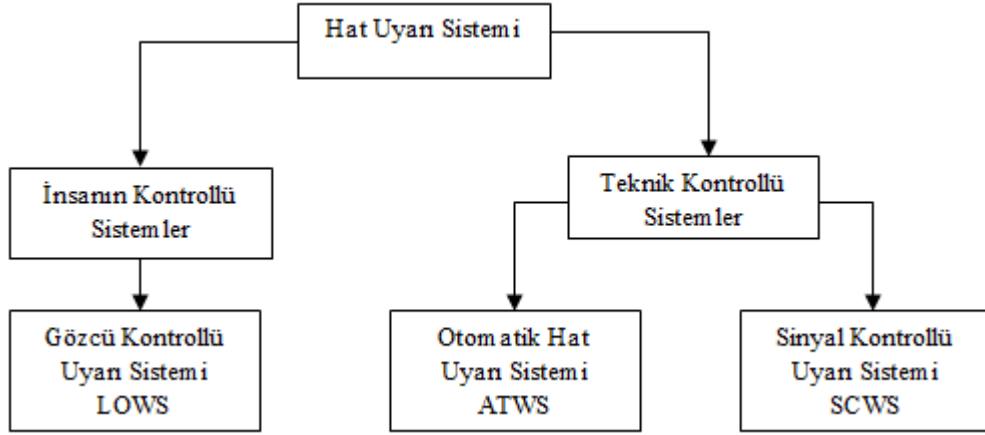 Hat Uyarı Sistemi
İnsanın Kontrollü
Sistemler
Teknik Kontrollü
Sistemler
Gözcü Kontrollü
Uyarı Sistemi
LOWS
Otomatik Hat
Uyarı Sistemi
ATWS
Sinyal Kontrollü
Uyarı Sistemi
SCWS